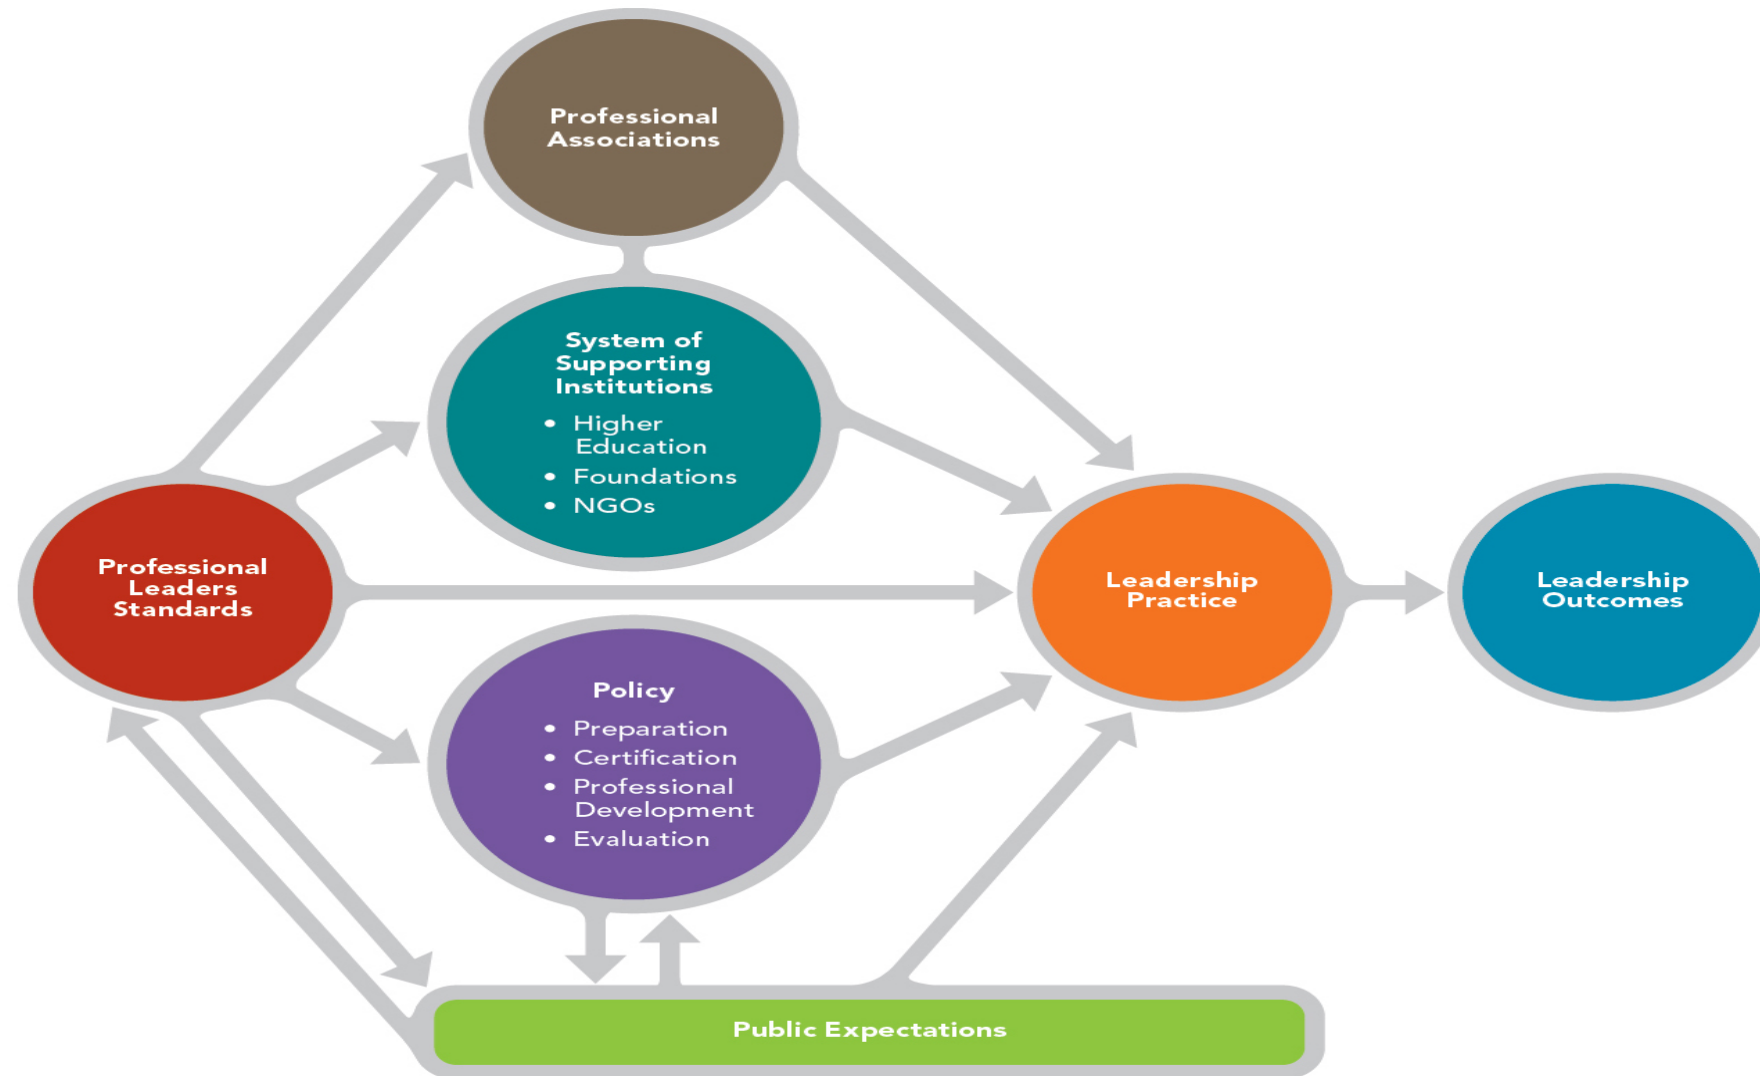 Professional
Associations
System of
Supporting
Institutions
• Higher
Education
• Foundations
• NGOs
Professional
Leaders
Standards
Leadership
Practice
Leadership
Outcomes
Policy
• Preparation
• Certification
• Professional
Development
• Evaluation
Public Expectations